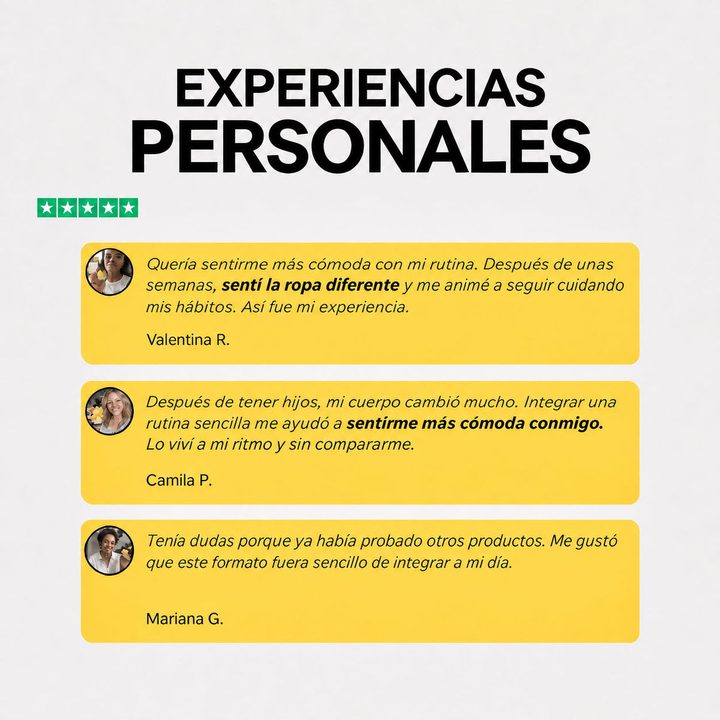 EXPERIENCIAS
PERSONALES
Quería sentirme más cómoda con mi rutina. Después de unas
semanas, sentí la ropa diferente y me animé a seguir cuidando
mis hábitos. Así fue mi experiencia.
Valentina R.
Después de tener hijos, mi cuerpo cambió mucho. Integrar una
rutina sencilla me ayudó a sentirme más cómoda conmigo.
Lo viví a mi ritmo y sin compararme.
Camila P.
Tenía dudas porque ya había probado otros productos. Me gustó
que este formato fuera sencillo de integrar a mi día.
Mariana G.